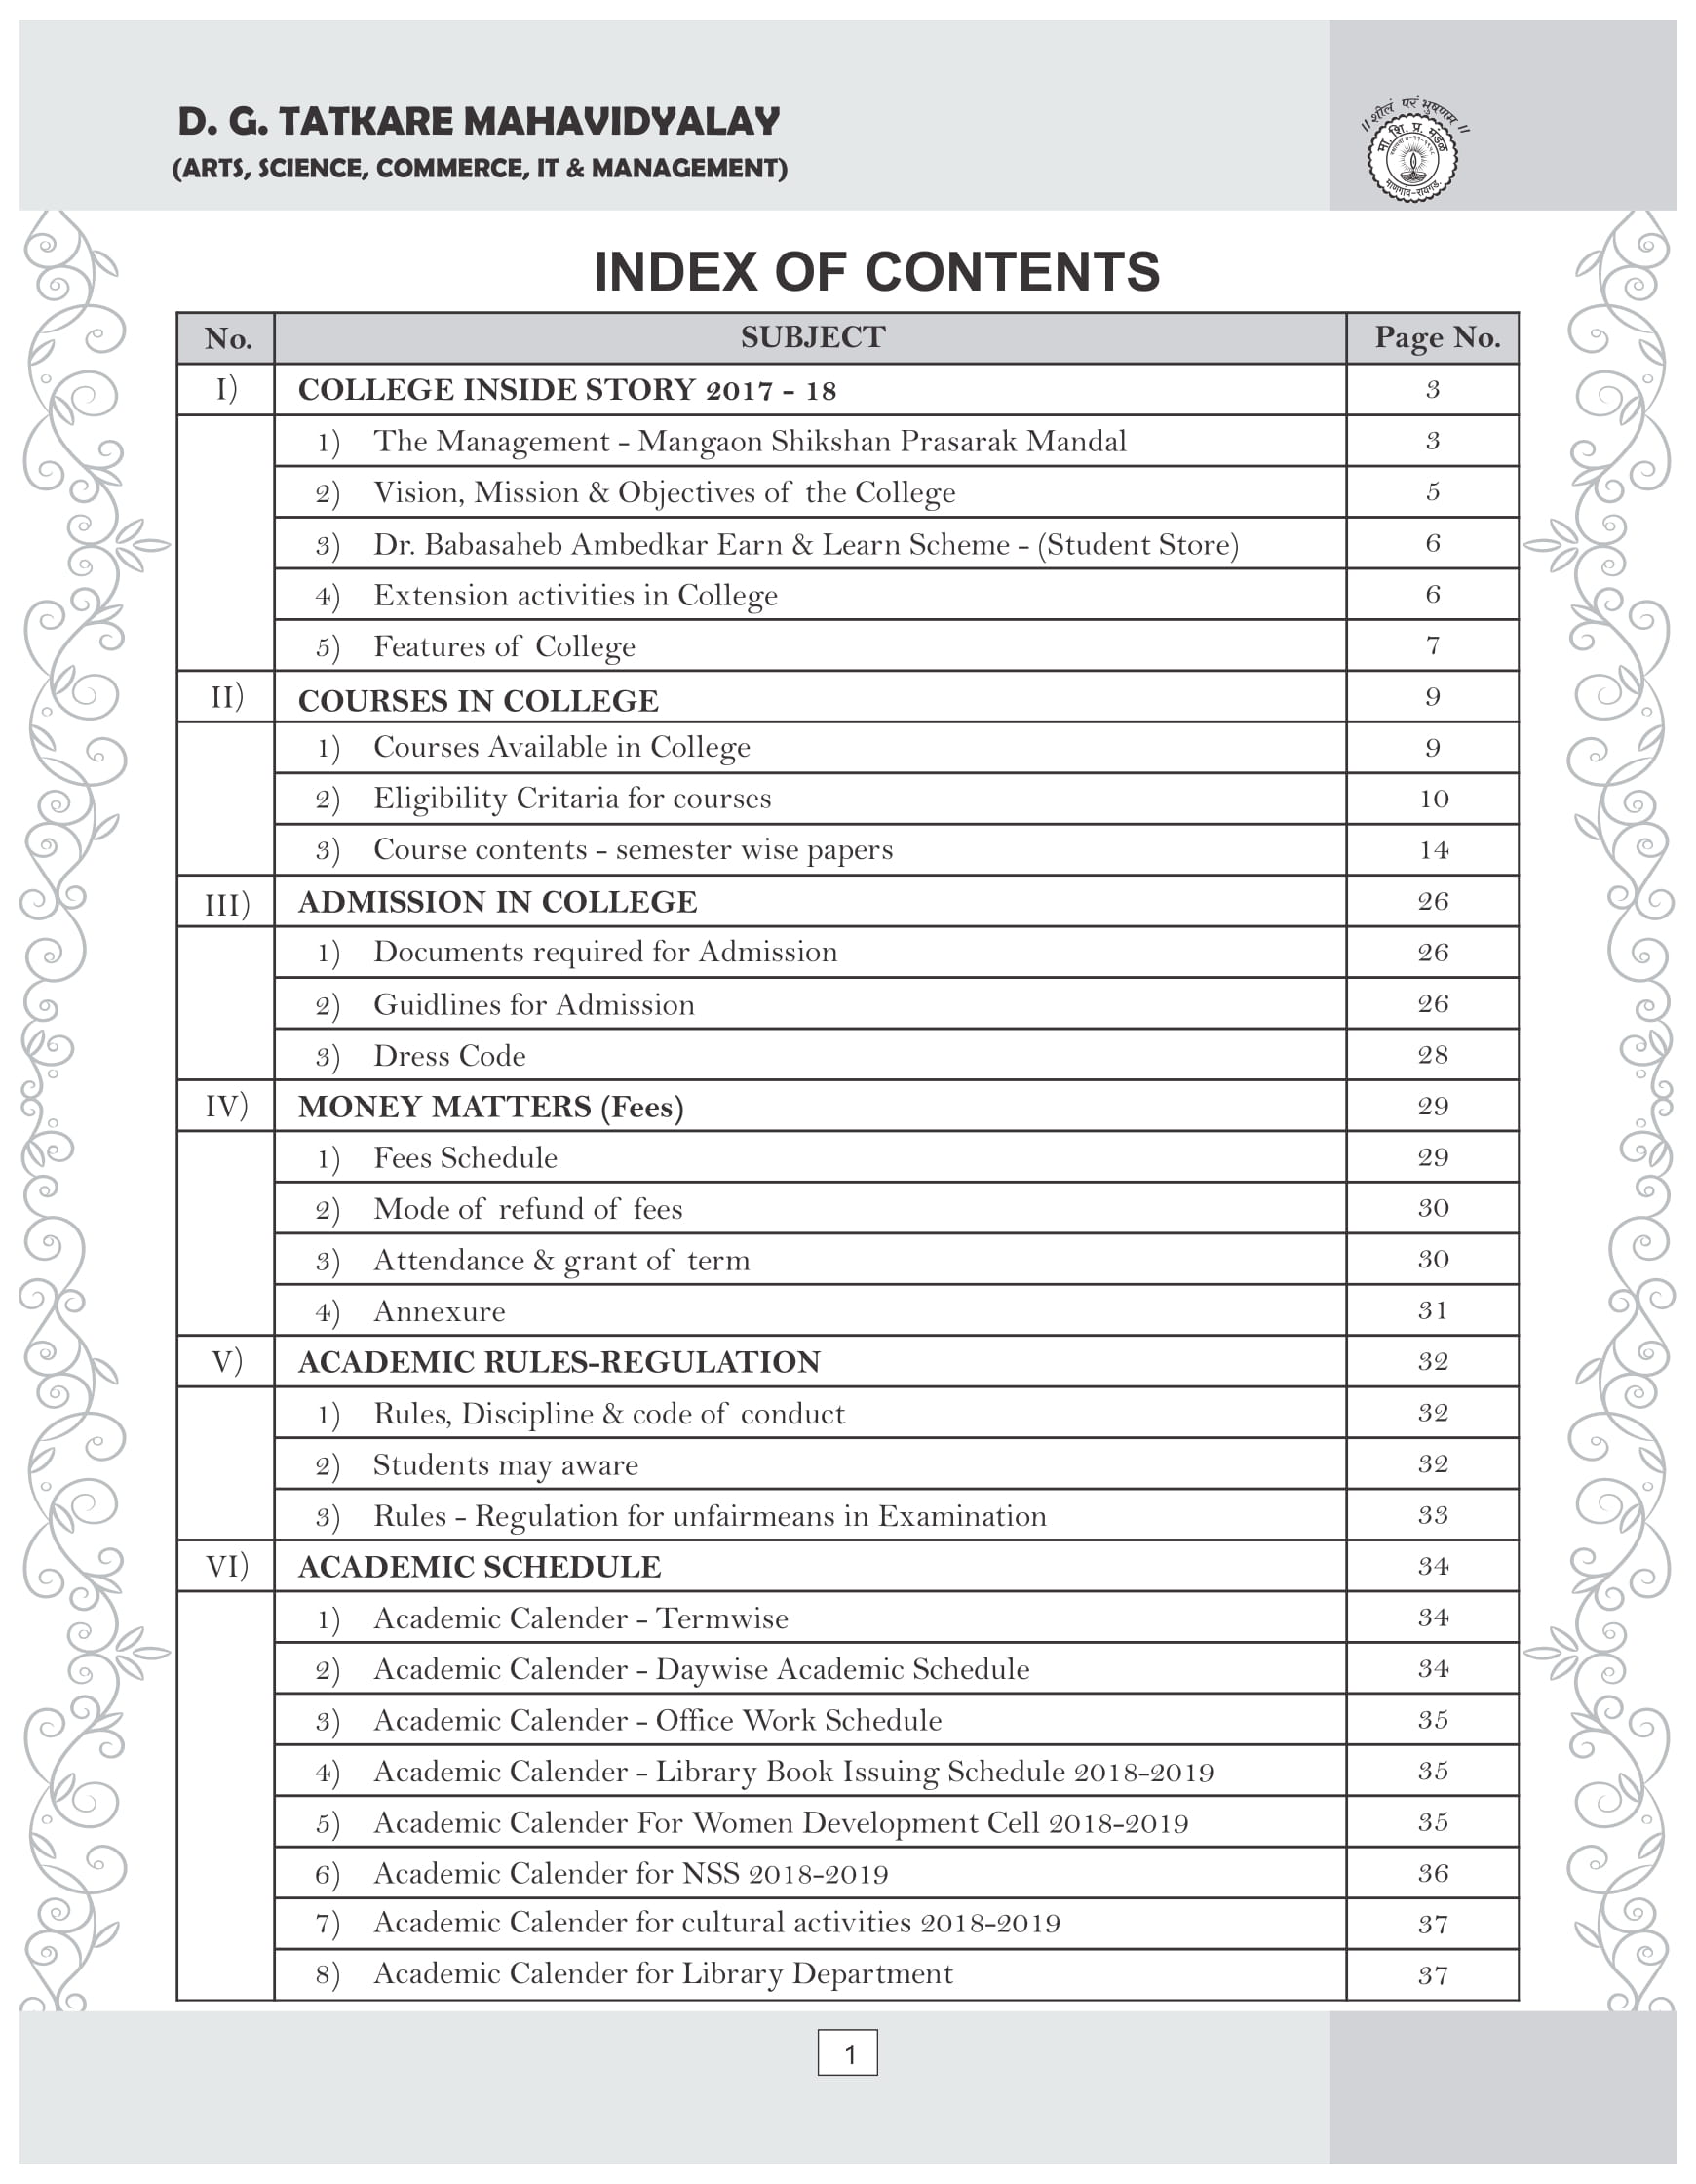 D. G. TATKARE MAHAVIDYALAY
(ARTS, SCIENCE, COMMERCE, IT & MANAGEMENT)
॥ शीलं परं भुषणम ॥
मा. शि. प्र. मंडळ
माणगाव-रायगड.
INDEX OF CONTENTS
No. SUBJECT Page No.
I) COLLEGE INSIDE STORY 2017 - 18 3
1) The Management - Mangaon Shikshan Prasarak Mandal 3
2) Vision, Mission & Objectives of the College 5
3) Dr. Babasaheb Ambedkar Earn & Learn Scheme - (Student Store) 6
4) Extension activities in College 6
5) Features of College 7
II) COURSES IN COLLEGE 9
1) Courses Available in College 9
2) Eligibility Critaria for courses 10
3) Course contents - semester wise papers 14
III) ADMISSION IN COLLEGE 26
1) Documents required for Admission 26
2) Guidlines for Admission 26
3) Dress Code 28
IV) MONEY MATTERS (Fees) 29
1) Fees Schedule 29
2) Mode of refund of fees 30
3) Attendance & grant of term 30
4) Annexure 31
V) ACADEMIC RULES-REGULATION 32
1) Rules, Discipline & code of conduct 32
2) Students may aware 32
3) Rules - Regulation for unfairmeans in Examination 33
VI) ACADEMIC SCHEDULE 34
1) Academic Calender - Termwise 34
2) Academic Calender - Daywise Academic Schedule 34
3) Academic Calender - Office Work Schedule 35
4) Academic Calender - Library Book Issuing Schedule 2018-2019 35
5) Academic Calender For Women Development Cell 2018-2019 35
6) Academic Calender for NSS 2018-2019 36
7) Academic Calender for cultural activities 2018-2019 37
8) Academic Calender for Library Department 37
1